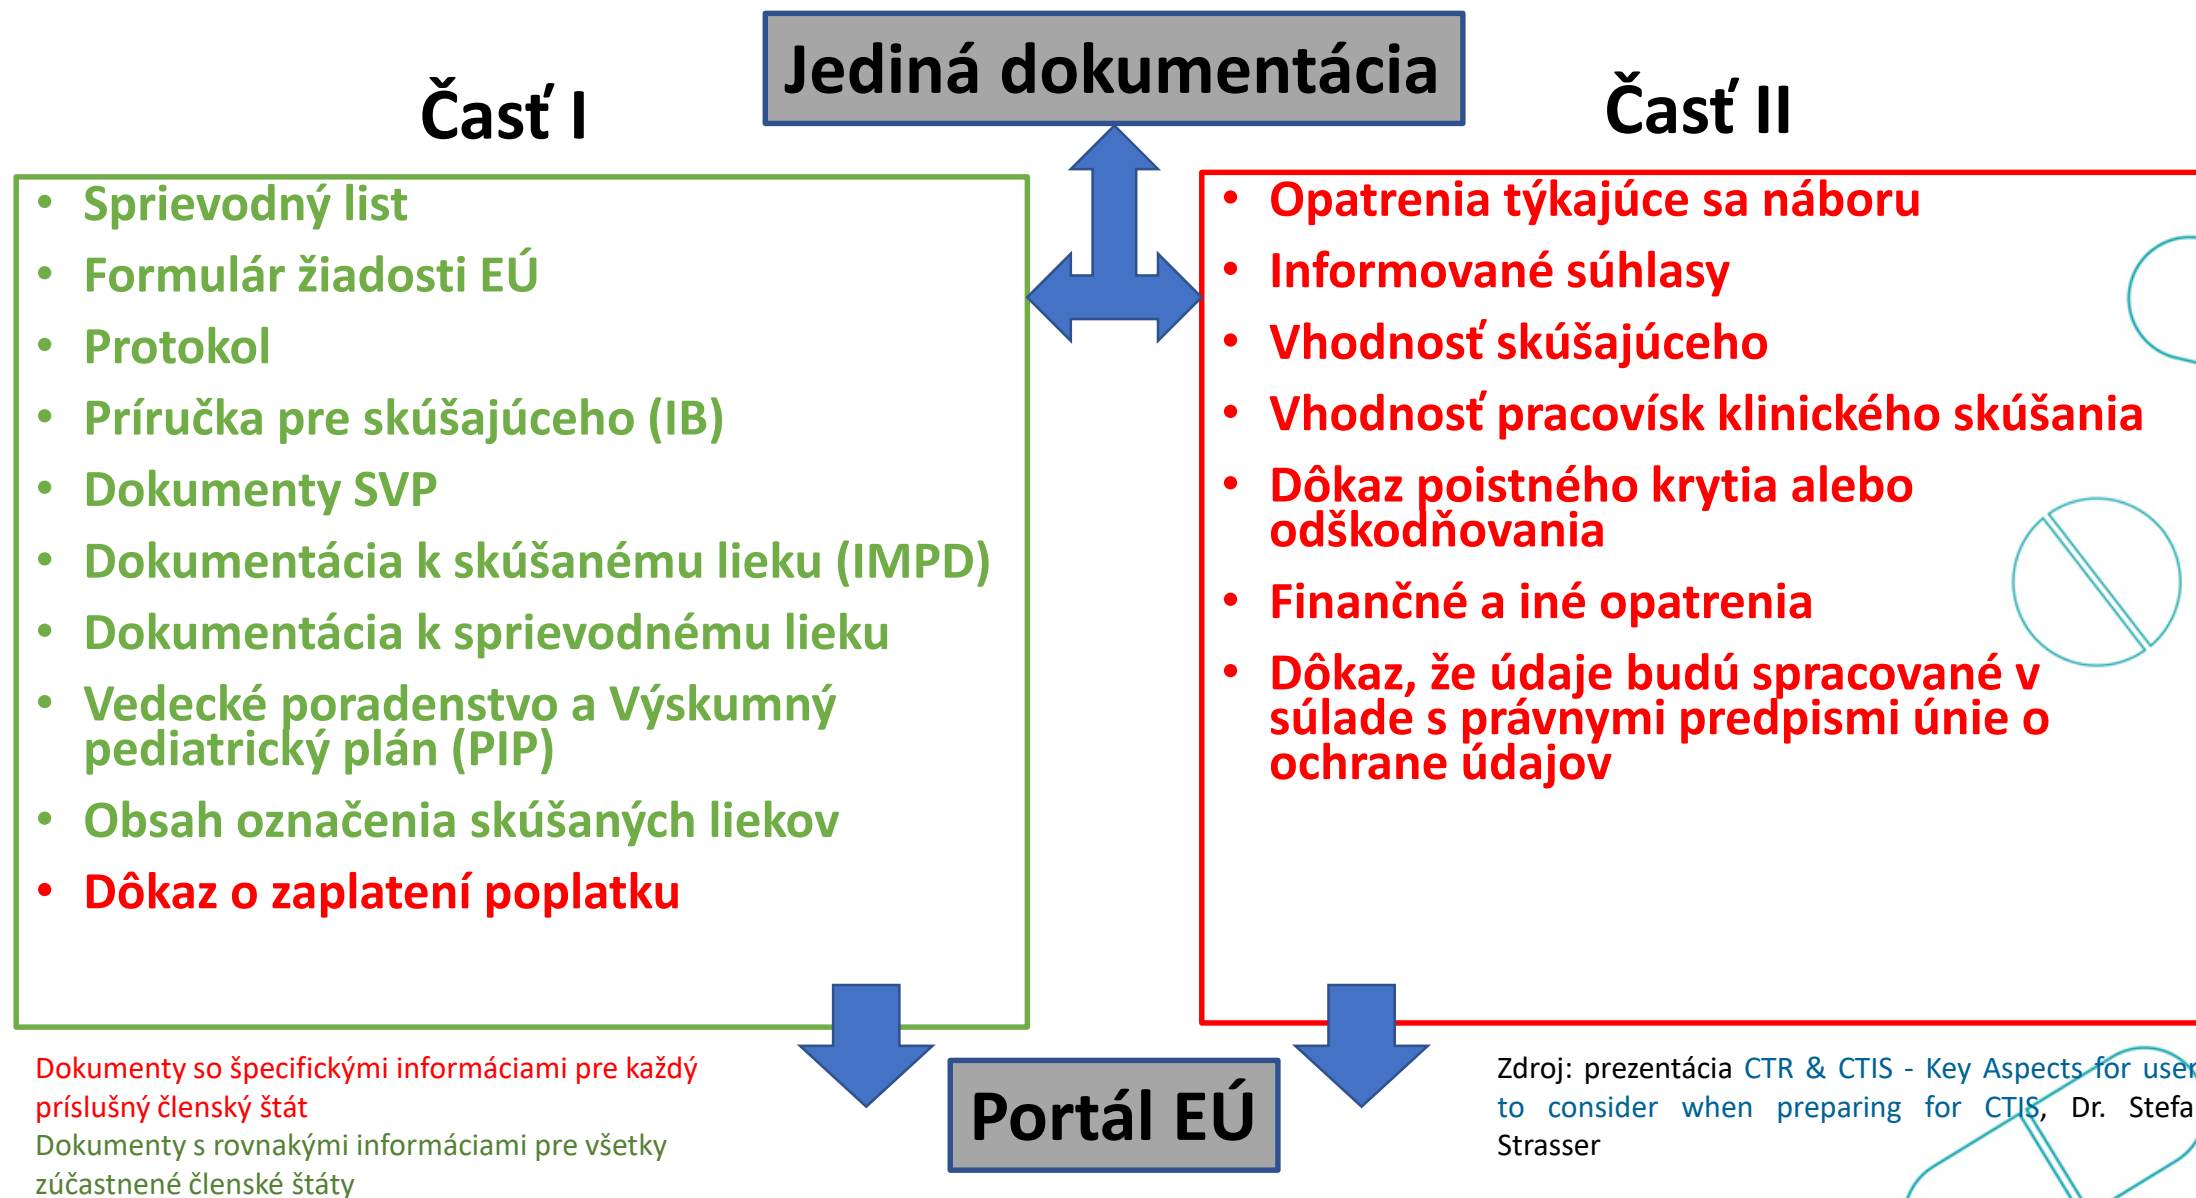 Jediná dokumentácia
Časť I
Časť II
• Sprievodný list
• Formulár žiadosti EÚ
• Protokol
• Príručka pre skúšajúceho (IB)
• Dokumenty SVP
• Dokumentácia k skúšanému lieku (IMPD)
• Dokumentácia k sprievodnému lieku
• Vedecké poradenstvo a Výskumný
pediatrický plán (PIP)
• Obsah označenia skúšaných liekov
• Dôkaz o zaplatení poplatku
• Opatrenia týkajúce sa náboru
• Informované súhlasy
• Vhodnosť skúšajúceho
• Vhodnosť pracovísk klinického skúšania
• Dôkaz poistného krytia alebo
odškodňovania
• Finančné a iné opatrenia
• Dôkaz, že údaje budú spracované v
súlade s právnymi predpismi únie o
ochrane údajov
Dokumenty so špecifickými informáciami pre každý
príslušný členský štát
Dokumenty s rovnakými informáciami pre všetky
zúčastnené členské štáty
Portál EÚ
Zdroj: prezentácia CTR & CTIS - Key Aspects for user
to consider when preparing for CTIS, Dr. Stefa
Strasser